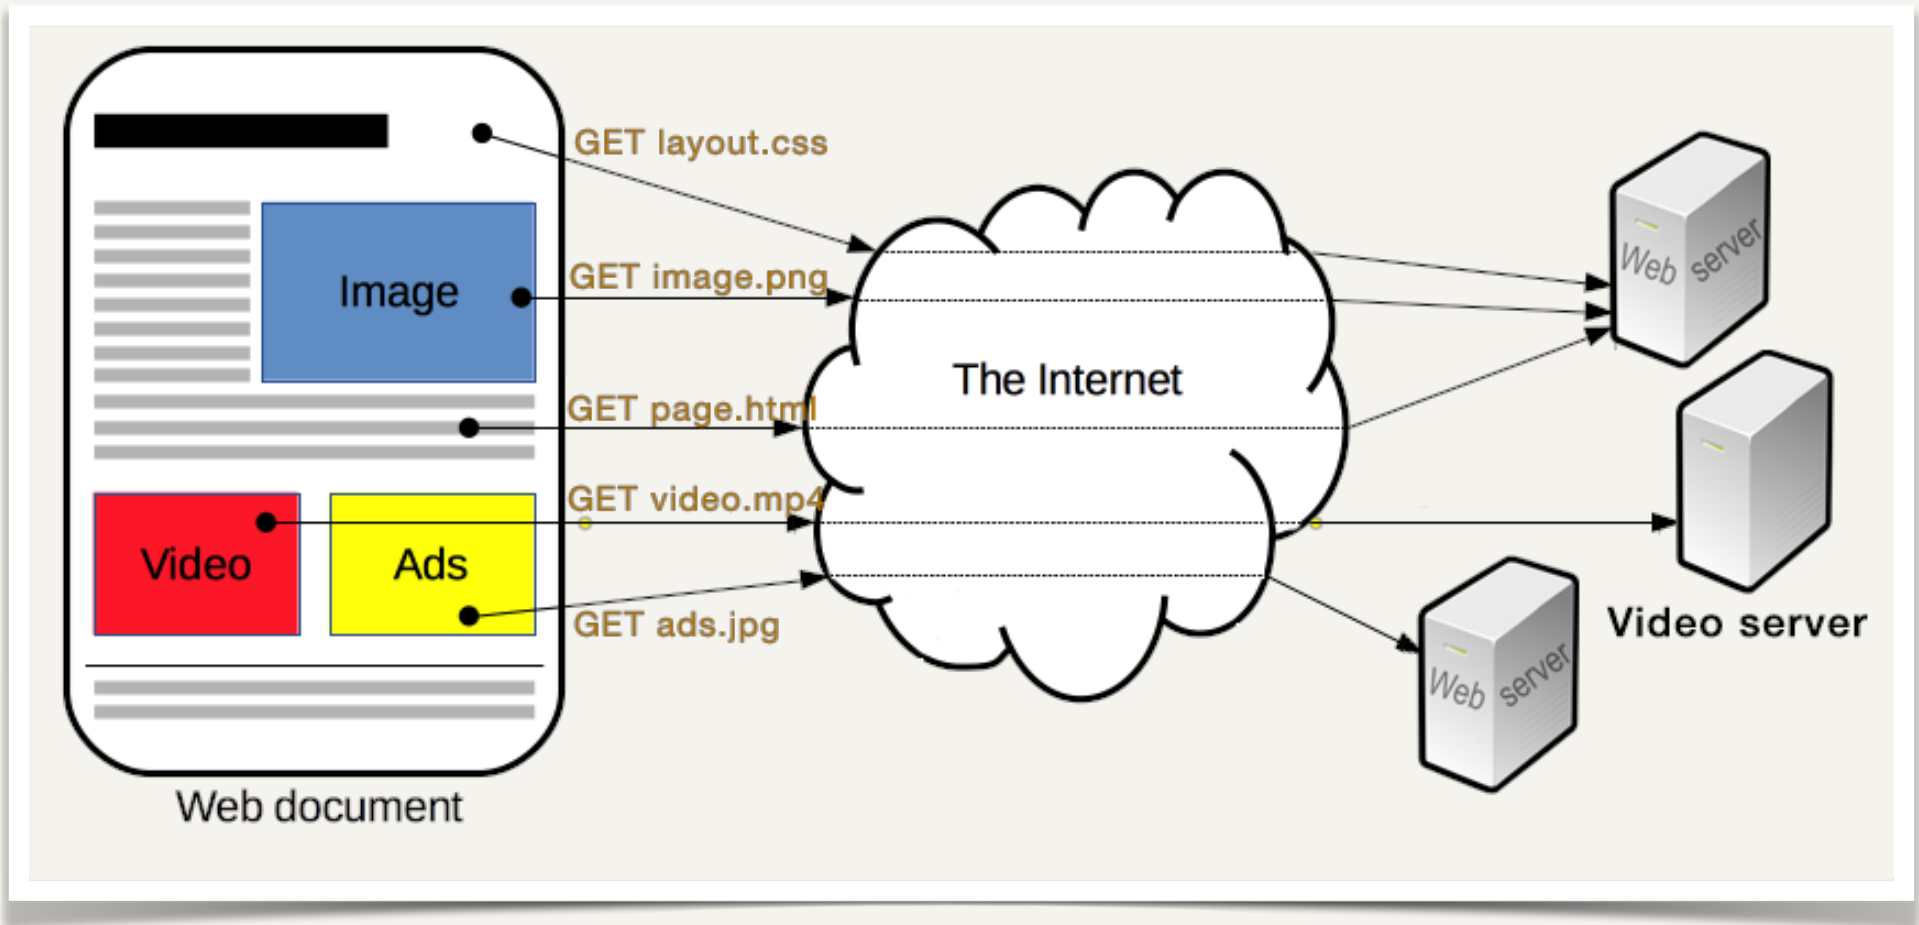 GET layout.css
GET image.png
Image
The Internet
GET page.html
GET video.mp4
Video
Ads
GET ads.jpg
Web document
Web server
Video server
Web server